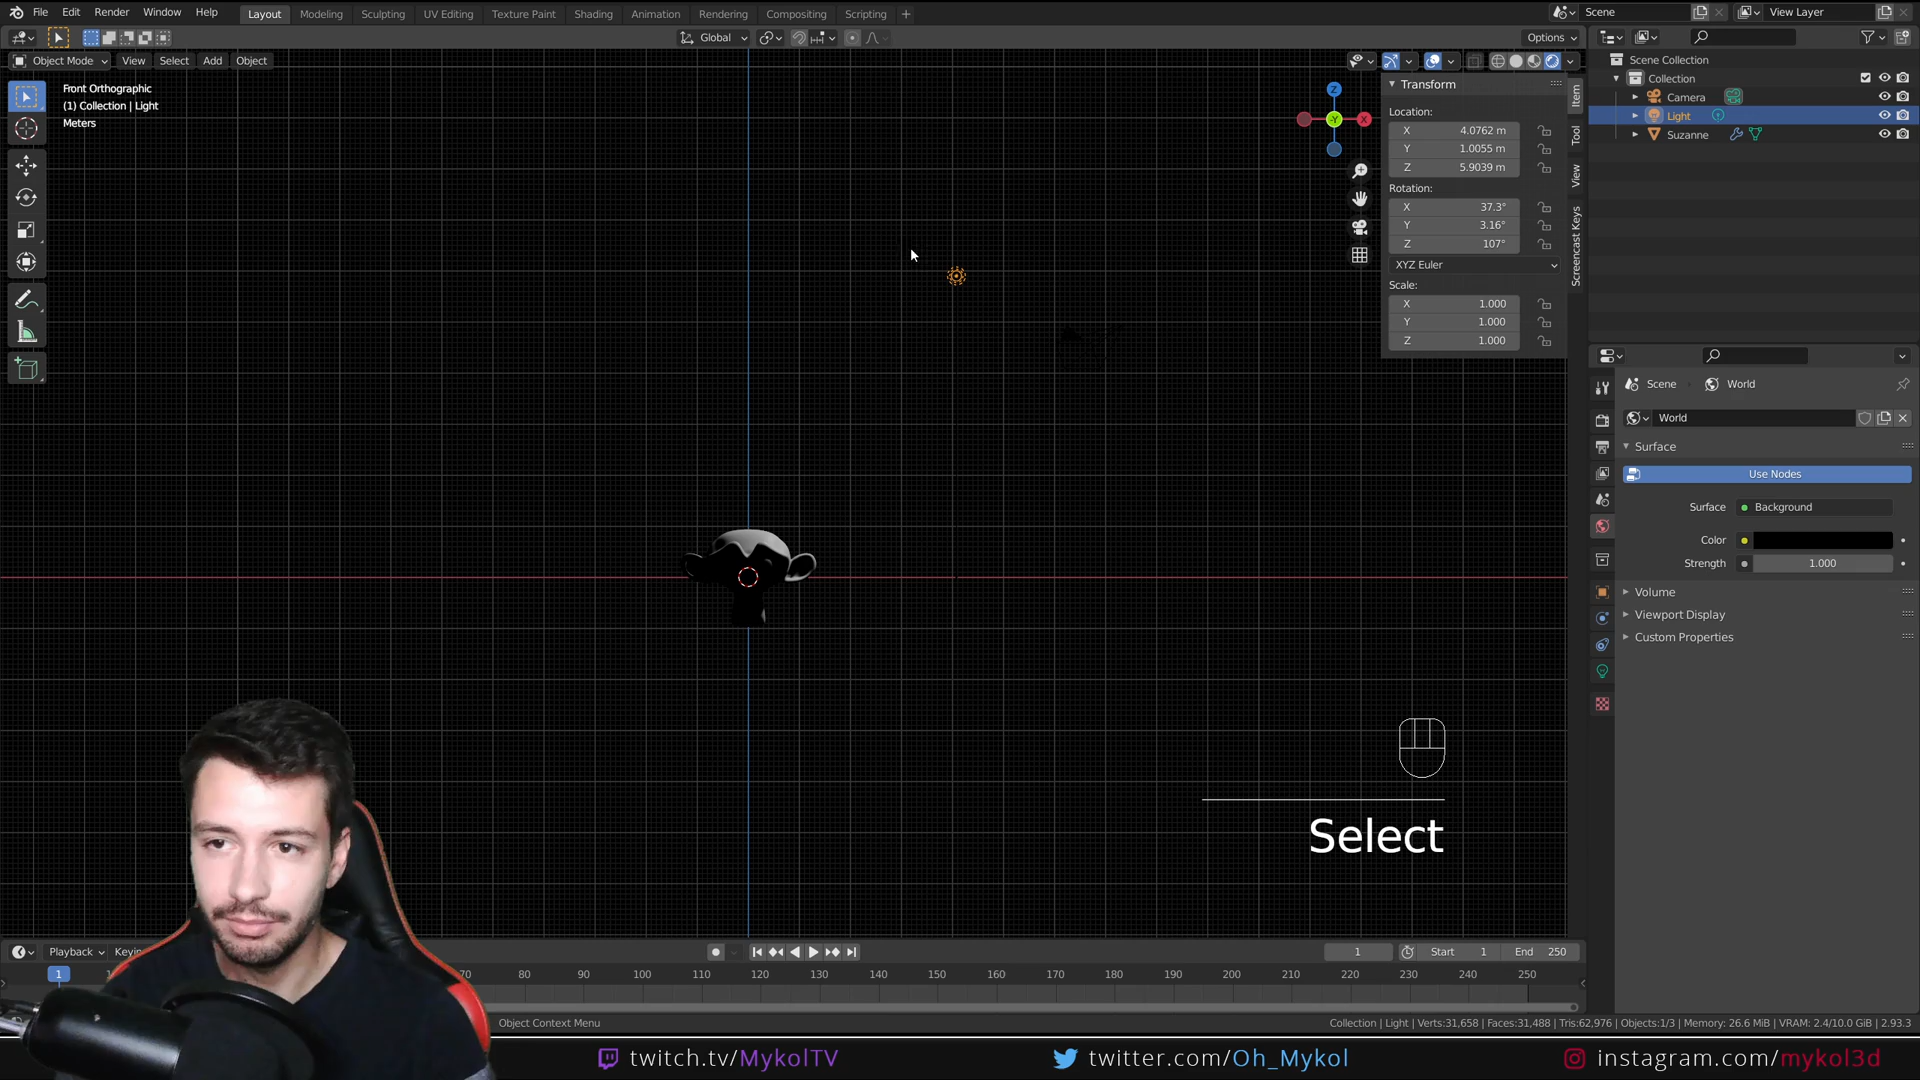 File Edit Render Window Help Layout Modeling Sculpting UV Editing Texture Paint Shading Animation Rendering Compositing Scripting + Scene View Layer
Global Options
Object Mode View Select Add Object
Front Orthographic
(1) Collection | Light
Meters
Z
X
-Y
Transform
Location:
X 4.0762 m
Y 1.0055 m
Z 5.9039 m
Rotation:
X 37.3°
Y 3.16°
Z 107°
XYZ Euler
Scale:
X 1.000
Y 1.000
Z 1.000
Item
Tool
View
Screencast Keys
Scene Collection
Collection
Camera
Light
Suzanne
Scene World
World
Surface
Use Nodes
Surface Background
Color
Strength 1.000
Volume
Viewport Display
Custom Properties
Select
Playback 1 Start 1 End 250
1 70 80 90 100 110 120 130 140 150 160 170 180 190 200 210 220 230 240 250
Object Context Menu
Collection | Light | Verts:31,658 | Faces:31,488 | Tris:62,976 | Objects:1/3 | Memory: 26.6 MiB | VRAM: 2.4/10.0 GiB | 2.93.3
twitch.tv/MykolTV twitter.com/Oh_Mykol instagram.com/mykol3d